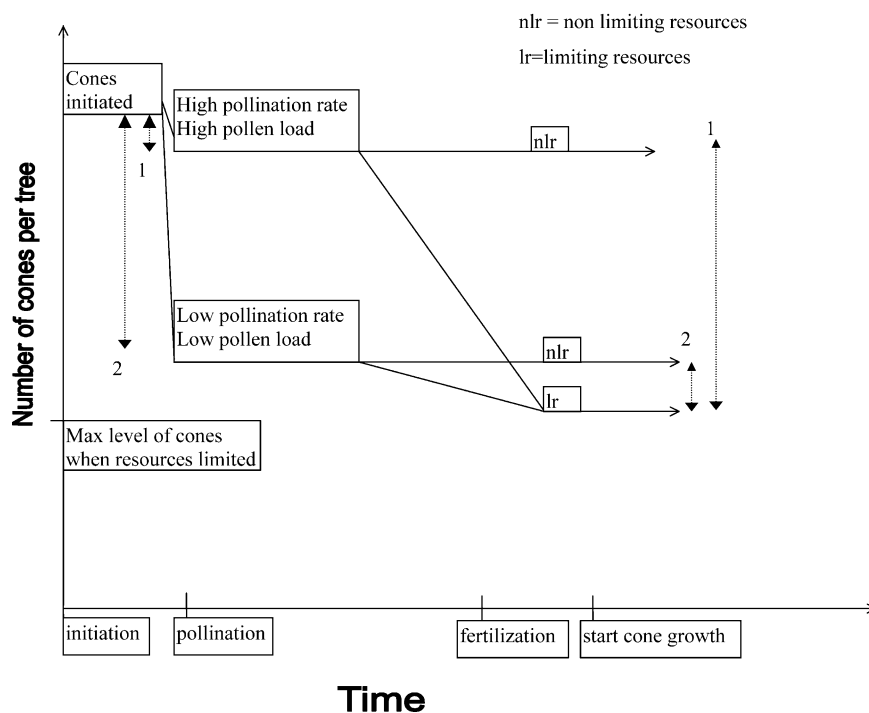 nlr = non limiting resources
lr=limiting resources
Cones
initiated
High pollination rate
High pollen load
nlr
1
1
Number of cones per tree
Low pollination rate
Low pollen load
nlr
2
2
lr
Max level of cones
when resources limited
initiation
pollination
fertilization
start cone growth
Time